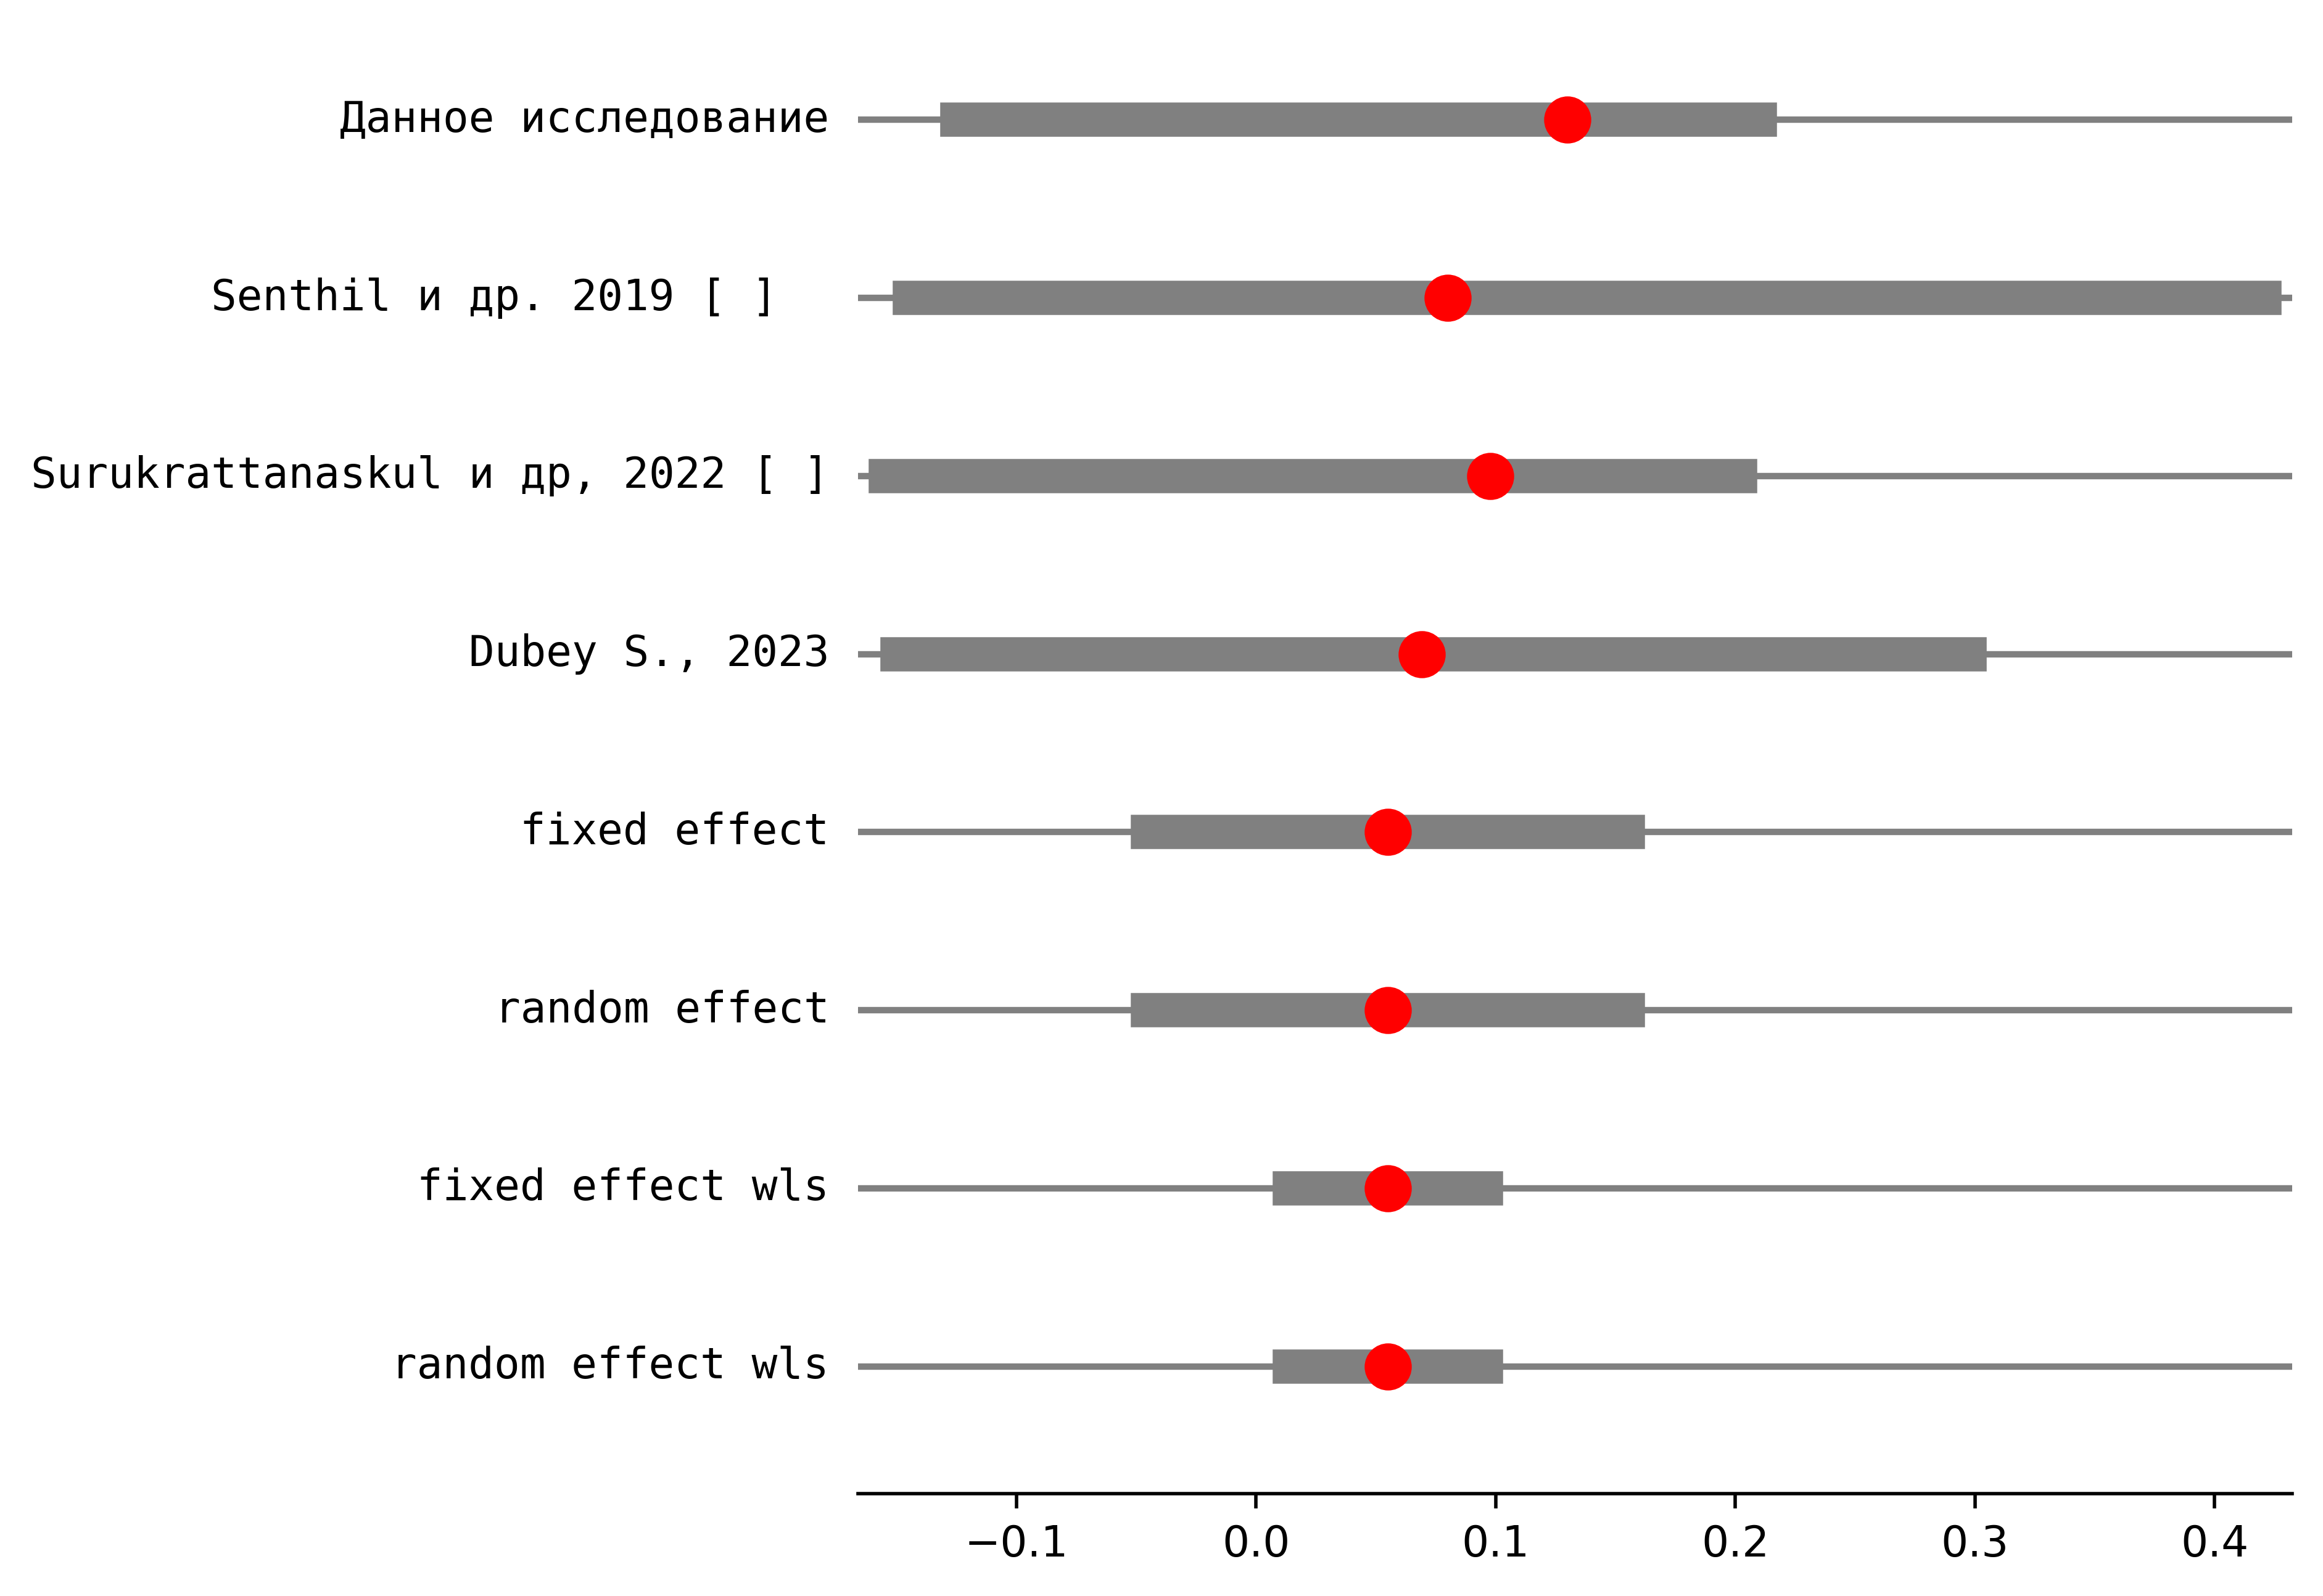 Данное исследование
Senthil и др. 2019 [ ]
Surukrattanaskul и др, 2022 [ ]
Dubey S., 2023
fixed effect
random effect
fixed effect wls
random effect wls
−0.1 0.0 0.1 0.2 0.3 0.4